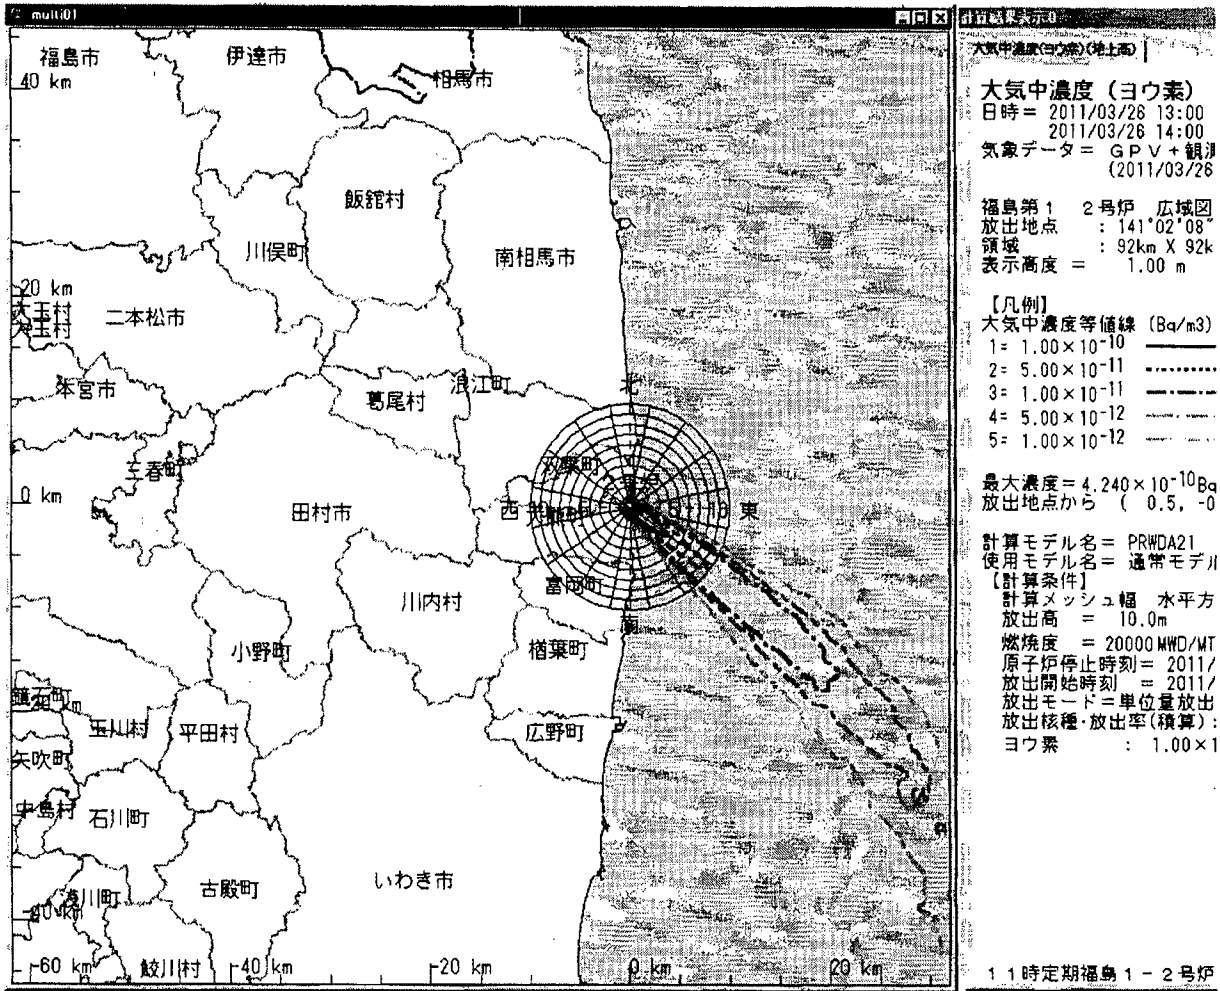 multi01
福島市
伊達市
相馬市
40 km
飯舘村
川俣町
南相馬市
20 km
大玉村
大玉村
二本松市
本宮市
浪江町
北
葛尾村
双葉町
三春町
0 km
田村市
西
東
富岡町
川内村
南
楢葉町
小野町
玉川村
平田村
広野町
矢吹町
中島村
石川町
いわき市
古殿町
浅川町
-40 km
鮫川村
-60 km
-40 km
-20 km
0 km
20 km
計算結果表示
大気中濃度(ヨウ素)(地上高)
大気中濃度 (ヨウ素)
日時= 2011/03/26 13:00
2011/03/26 14:00
気象データ= GPV+観測
(2011/03/26
福島第1 2号炉 広域図
放出地点 : 141°02'08"
領域 : 92km X 92k
表示高度 = 1.00 m
【凡例】
大気中濃度等値線 (Bq/m3)
1= 1.00×10-10
2= 5.00×10-11
3= 1.00×10-11
4= 5.00×10-12
5= 1.00×10-12
最大濃度=4.240×10-10Bq
放出地点から ( 0.5, -0
計算モデル名= PRWDA21
使用モデル名= 通常モデル
【計算条件】
計算メッシュ幅 水平方
放出高 = 10.0m
燃焼度 = 20000MWD/MT
原子炉停止時刻= 2011/
放出開始時刻 = 2011/
放出モード=単位量放出
放出核種・放出率(積算):
ヨウ素 : 1.00×1
11時定期福島1-2号炉